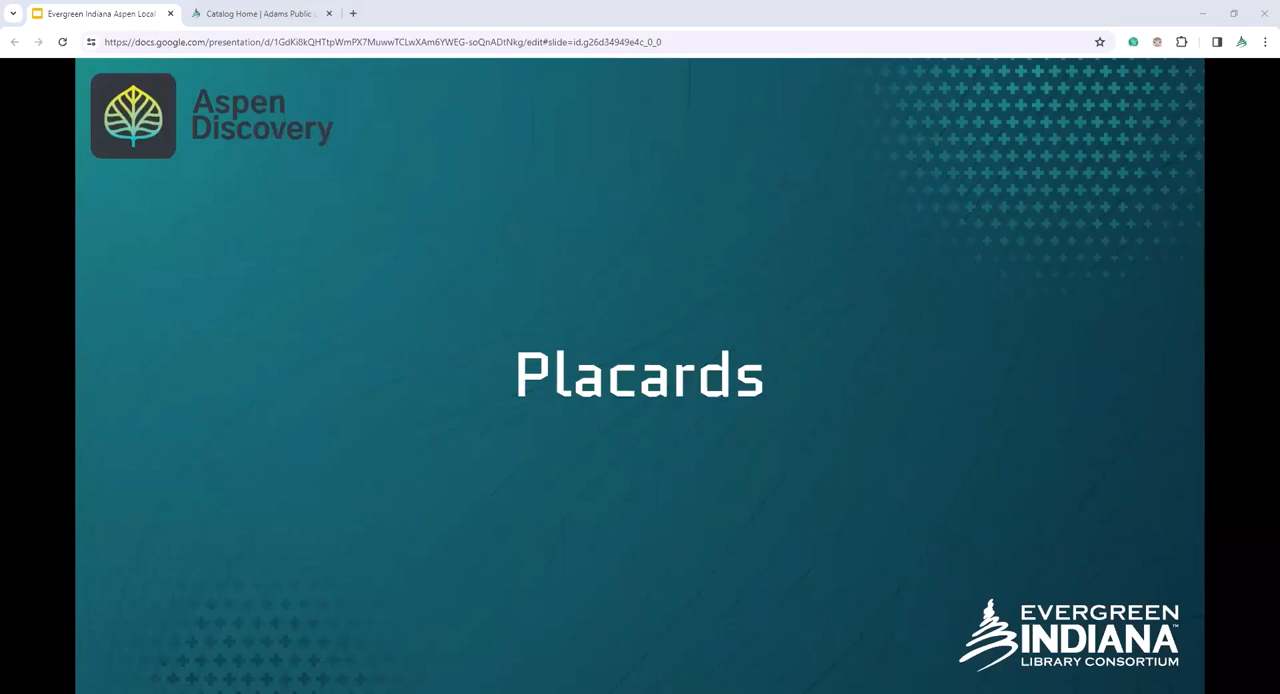 Evergreen Indiana Aspen Local
Catalog Home | Adams Public
https://docs.google.com/presentation/d/1GdKi8kQHTtpWmPX7MuwwTCLwXAm6YWEG-soQnADtNkg/edit#slide=id.g26d34949e4c_0_0
Aspen
Discovery
Placards
EVERGREEN
INDIANA™
LIBRARY CONSORTIUM